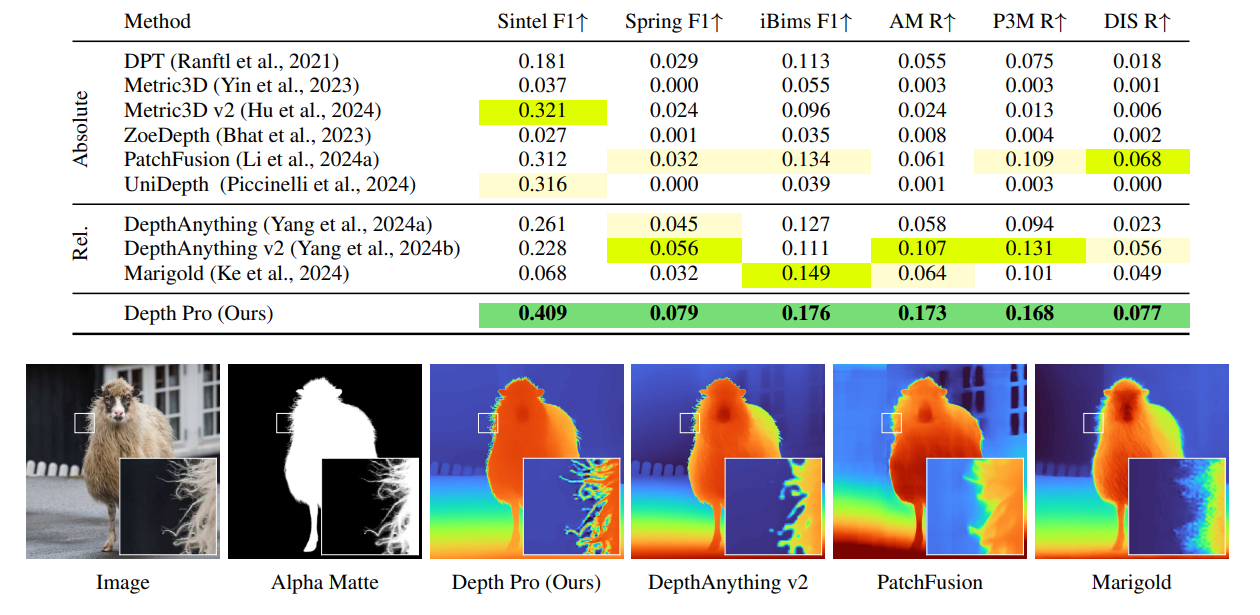 Method Sintel F1↑ Spring F1↑ iBims F1↑ AM R↑ P3M R↑ DIS R↑
Absolute
DPT (Ranftl et al., 2021) 0.181 0.029 0.113 0.055 0.075 0.018
Metric3D (Yin et al., 2023) 0.037 0.000 0.055 0.003 0.003 0.001
Metric3D v2 (Hu et al., 2024) 0.321 0.024 0.096 0.024 0.013 0.006
ZoeDepth (Bhat et al., 2023) 0.027 0.001 0.035 0.008 0.004 0.002
PatchFusion (Li et al., 2024a) 0.312 0.032 0.134 0.061 0.109 0.068
UniDepth (Piccinelli et al., 2024) 0.316 0.000 0.039 0.001 0.003 0.000
Rel.
DepthAnything (Yang et al., 2024a) 0.261 0.045 0.127 0.058 0.094 0.023
DepthAnything v2 (Yang et al., 2024b) 0.228 0.056 0.111 0.107 0.131 0.056
Marigold (Ke et al., 2024) 0.068 0.032 0.149 0.064 0.101 0.049
Depth Pro (Ours) 0.409 0.079 0.176 0.173 0.168 0.077
Image Alpha Matte Depth Pro (Ours) DepthAnything v2 PatchFusion Marigold